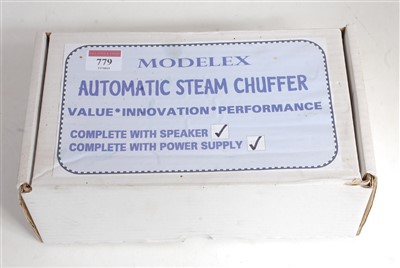 MODELEX
779
AUTOMATIC STEAM CHUFFER
VALUE•INNOVATION•PERFORMANCE
COMPLETE WITH SPEAKER ✓
COMPLETE WITH POWER SUPPLY ✓